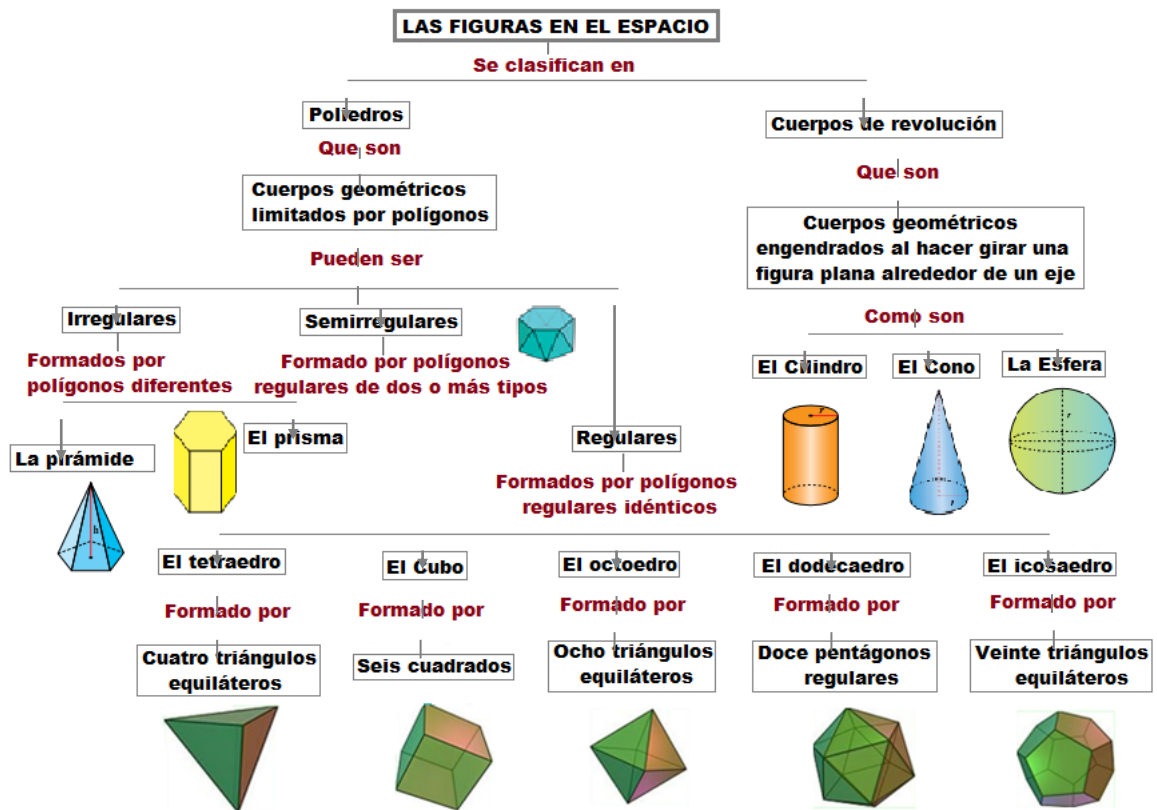 LAS FIGURAS EN EL ESPACIO
Se clasifican en
Poliedros
Que son
Cuerpos geométricos
limitados por polígonos
Pueden ser
Irregulares
Formados por
polígonos diferentes
La pirámide
h
El prisma
Semirregulares
Formado por polígonos
regulares de dos o más tipos
Regulares
Formados por polígonos
regulares idénticos
El tetraedro
Formado por
Cuatro triángulos
equiláteros
El Cubo
Formado por
Seis cuadrados
El octoedro
Formado por
Ocho triángulos
equiláteros
El dodecaedro
Formado por
Doce pentágonos
regulares
El icosaedro
Formado por
Veinte triángulos
equiláteros
Cuerpos de revolución
Que son
Cuerpos geométricos
engendrados al hacer girar una
figura plana alrededor de un eje
Como son
El Cilindro
r
El Cono
r
La Esfera
r